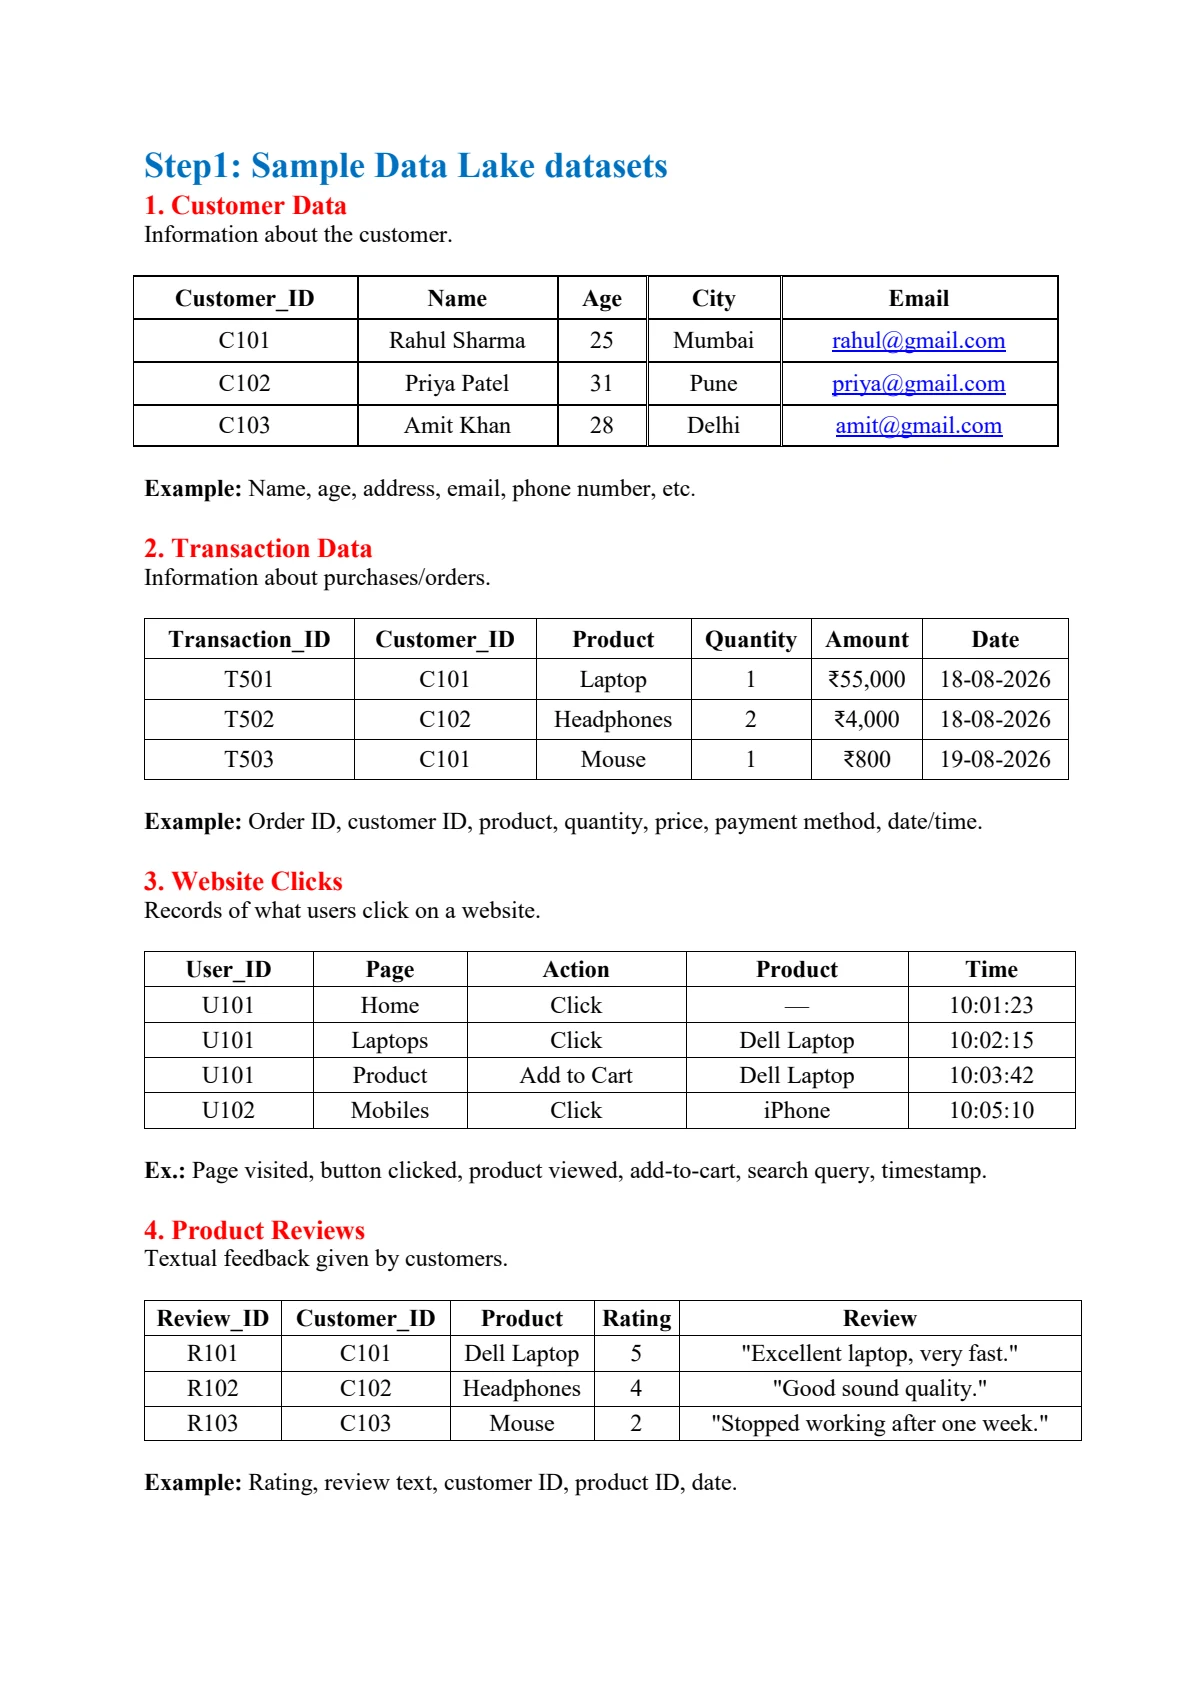 Step1: Sample Data Lake datasets
1. Customer Data
Information about the customer.
Customer_ID Name Age City Email
C101 Rahul Sharma 25 Mumbai rahul@gmail.com
C102 Priya Patel 31 Pune priya@gmail.com
C103 Amit Khan 28 Delhi amit@gmail.com
Example: Name, age, address, email, phone number, etc.
2. Transaction Data
Information about purchases/orders.
Transaction_ID Customer_ID Product Quantity Amount Date
T501 C101 Laptop 1 ₹55,000 18-08-2026
T502 C102 Headphones 2 ₹4,000 18-08-2026
T503 C101 Mouse 1 ₹800 19-08-2026
Example: Order ID, customer ID, product, quantity, price, payment method, date/time.
3. Website Clicks
Records of what users click on a website.
User_ID Page Action Product Time
U101 Home Click — 10:01:23
U101 Laptops Click Dell Laptop 10:02:15
U101 Product Add to Cart Dell Laptop 10:03:42
U102 Mobiles Click iPhone 10:05:10
Ex.: Page visited, button clicked, product viewed, add-to-cart, search query, timestamp.
4. Product Reviews
Textual feedback given by customers.
Review_ID Customer_ID Product Rating Review
R101 C101 Dell Laptop 5 "Excellent laptop, very fast."
R102 C102 Headphones 4 "Good sound quality."
R103 C103 Mouse 2 "Stopped working after one week."
Example: Rating, review text, customer ID, product ID, date.